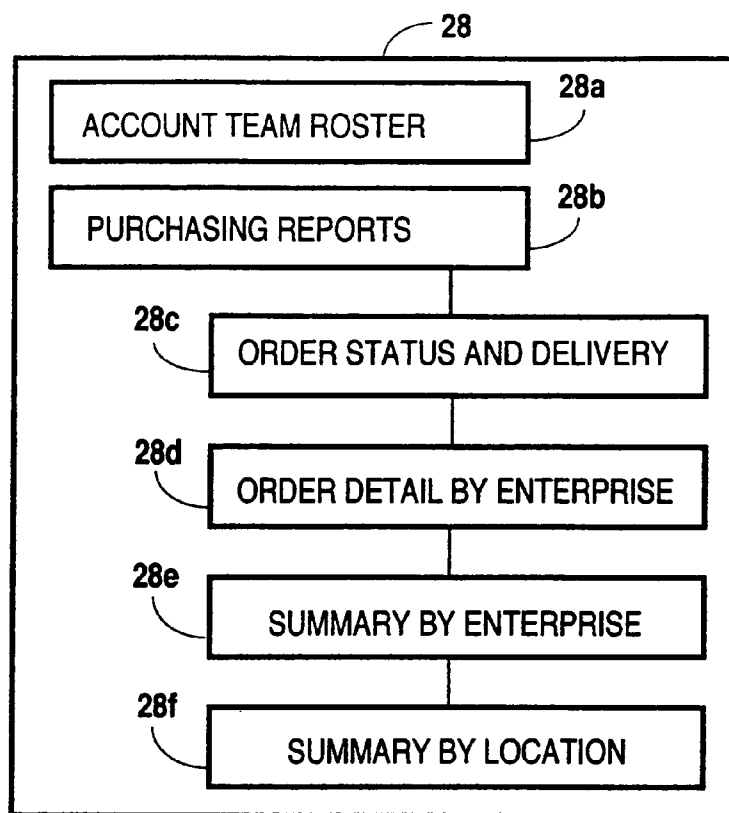 28
ACCOUNT TEAM ROSTER
28a
PURCHASING REPORTS
28b
28c
ORDER STATUS AND DELIVERY
28d
ORDER DETAIL BY ENTERPRISE
28e
SUMMARY BY ENTERPRISE
28f
SUMMARY BY LOCATION